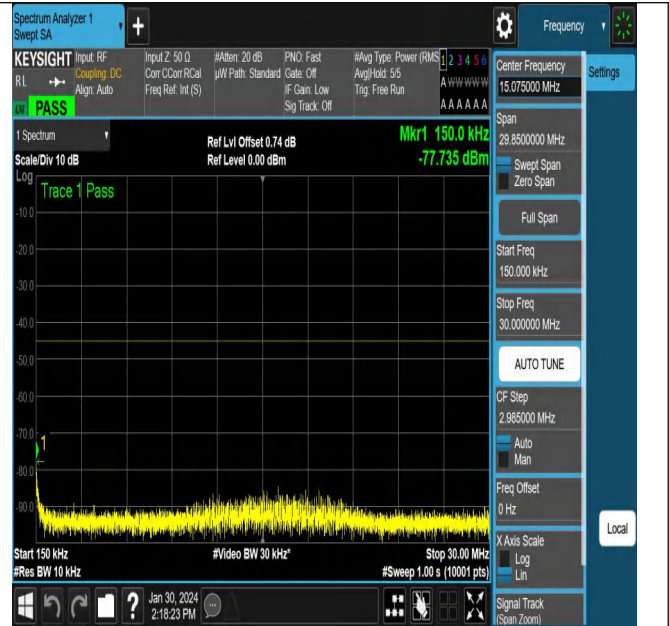 Spectrum Analyzer 1
Swept SA
+
Frequency
KEYSIGHT
RL
LXI
PASS
Input: RF
Coupling: DC
Align: Auto
Input Z: 50 Ω
Corr CCorr RCal
Freq Ref: Int (S)
#Atten: 20 dB
µW Path: Standard
PNO: Fast
Gate: Off
IF Gain: Low
Sig Track: Off
#Avg Type: Power (RMS
Avg|Hold: 5/5
Trig: Free Run
1 2 3 4 5 6
A W W W W W
A A A A A A
1 Spectrum
Scale/Div 10 dB
Ref Lvl Offset 0.74 dB
Ref Level 0.00 dBm
Mkr1 150.0 kHz
-77.735 dBm
Log
Trace 1 Pass
-10.0
-20.0
-30.0
-40.0
-50.0
-60.0
-70.0
1
-80.0
-90.0
Start 150 kHz
#Video BW 30 kHz*
Stop 30.00 MHz
#Res BW 10 kHz
#Sweep 1.00 s (10001 pts)
?
Jan 30, 2024
2:18:23 PM
Center Frequency
15.075000 MHz
Span
29.8500000 MHz
Swept Span
Zero Span
Full Span
Start Freq
150.000 kHz
Stop Freq
30.000000 MHz
AUTO TUNE
CF Step
2.985000 MHz
Auto
Man
Freq Offset
0 Hz
X Axis Scale
Log
Lin
Signal Track
(Span Zoom)
Settings
Local